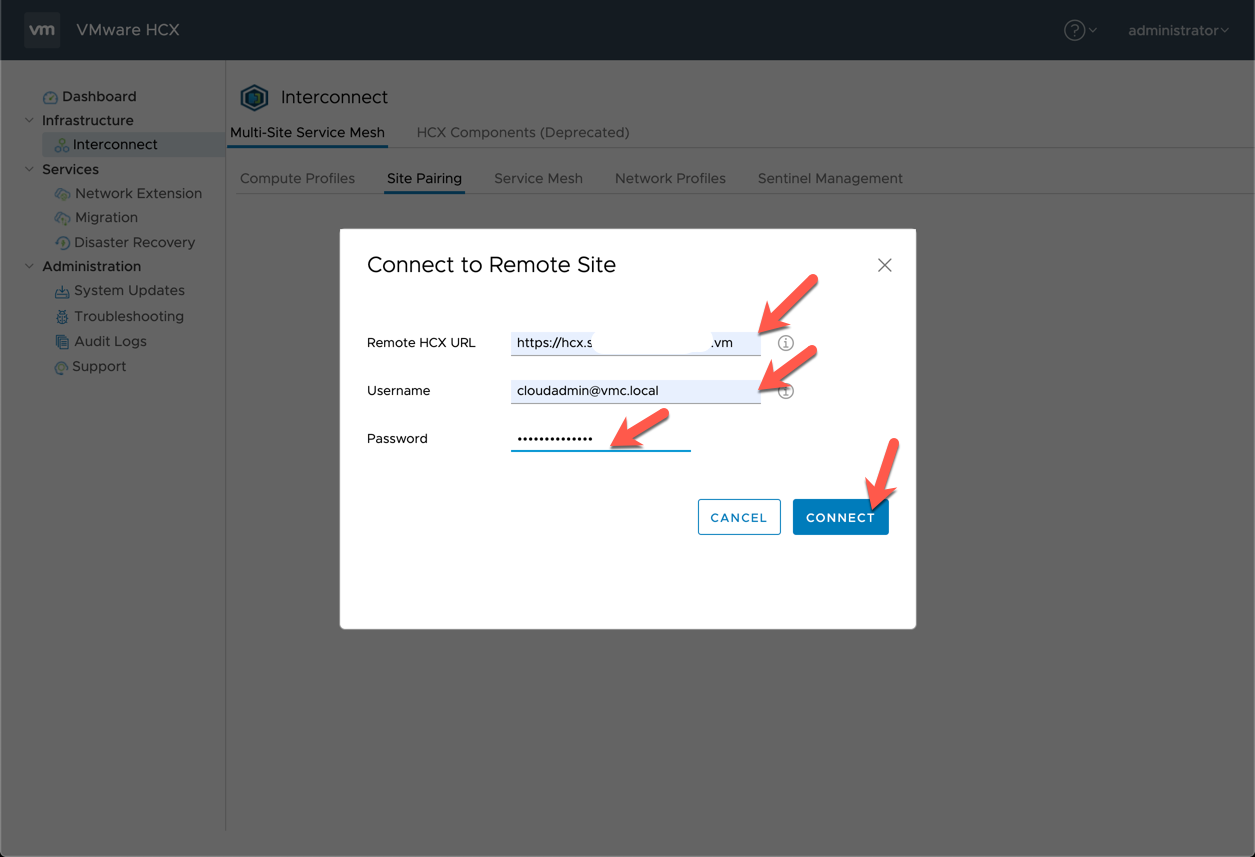 vm VMware HCX
? administrator
Dashboard
Infrastructure
Interconnect
Services
Network Extension
Migration
Disaster Recovery
Administration
System Updates
Troubleshooting
Audit Logs
Support
Interconnect
Multi-Site Service Mesh HCX Components (Deprecated)
Compute Profiles Site Pairing Service Mesh Network Profiles Sentinel Management
Connect to Remote Site
Remote HCX URL https://hcx.s .vm
Username cloudadmin@vmc.local
Password ••••••••••••••
CANCEL CONNECT